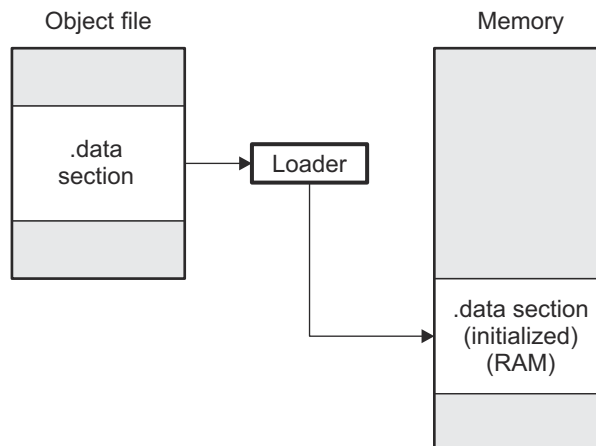 Object file
Memory
.data
section
Loader
.data section
(initialized)
(RAM)